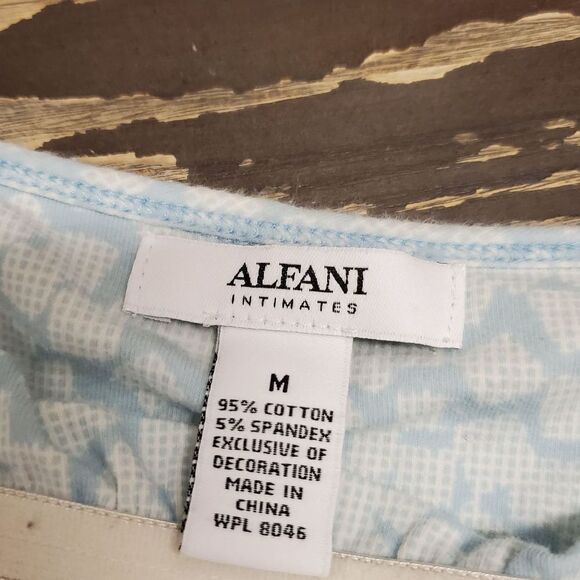 ALFANI
INTIMATES
M
95% COTTON
5% SPANDEX
EXCLUSIVE OF
DECORATION
MADE IN
CHINA
WPL 8046